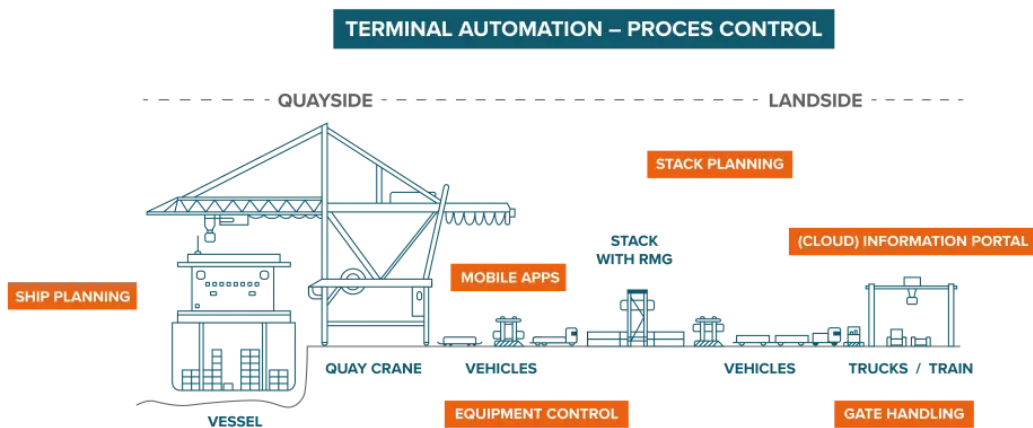 TERMINAL AUTOMATION – PROCES CONTROL
QUAYSIDE
LANDSIDE
STACK PLANNING
STACK
WITH RMG
(CLOUD) INFORMATION PORTAL
MOBILE APPS
SHIP PLANNING
QUAY CRANE
VEHICLES
VEHICLES
TRUCKS / TRAIN
VESSEL
EQUIPMENT CONTROL
GATE HANDLING